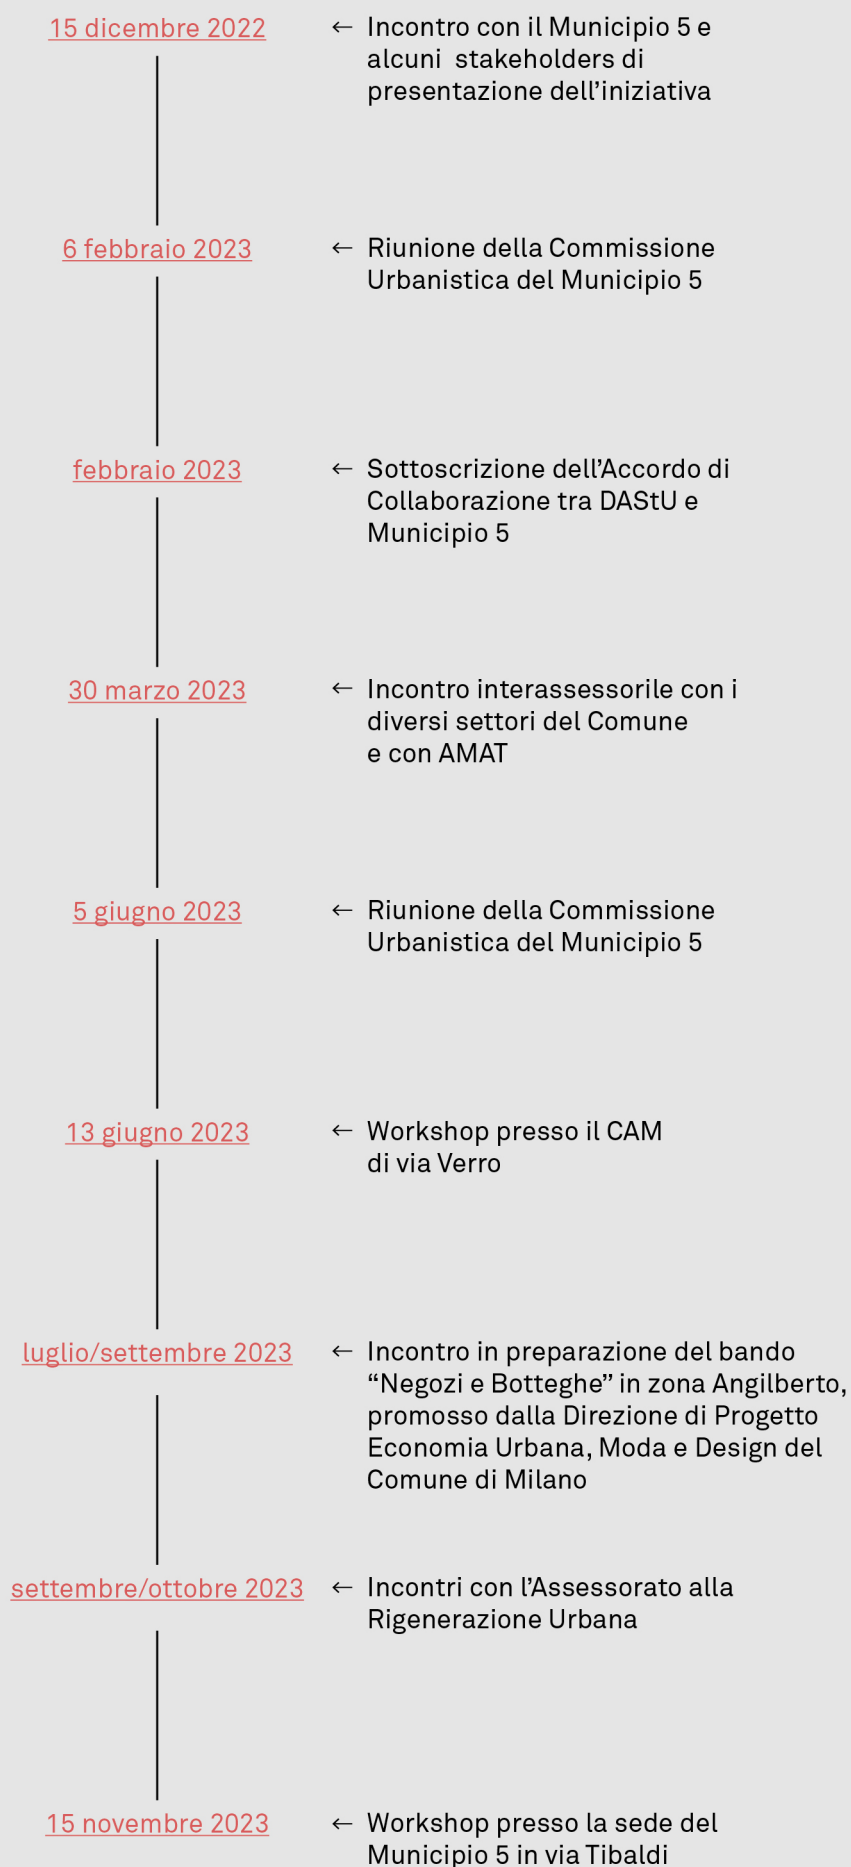 15 dicembre 2022
← Incontro con il Municipio 5 e
alcuni stakeholders di
presentazione dell’iniziativa
6 febbraio 2023
← Riunione della Commissione
Urbanistica del Municipio 5
febbraio 2023
← Sottoscrizione dell’Accordo di
Collaborazione tra DAStU e
Municipio 5
30 marzo 2023
← Incontro interassessorile con i
diversi settori del Comune
e con AMAT
5 giugno 2023
← Riunione della Commissione
Urbanistica del Municipio 5
13 giugno 2023
← Workshop presso il CAM
di via Verro
luglio/settembre 2023
← Incontro in preparazione del bando
“Negozi e Botteghe” in zona Angilberto,
promosso dalla Direzione di Progetto
Economia Urbana, Moda e Design del
Comune di Milano
settembre/ottobre 2023
← Incontri con l’Assessorato alla
Rigenerazione Urbana
15 novembre 2023
← Workshop presso la sede del
Municipio 5 in via Tibaldi